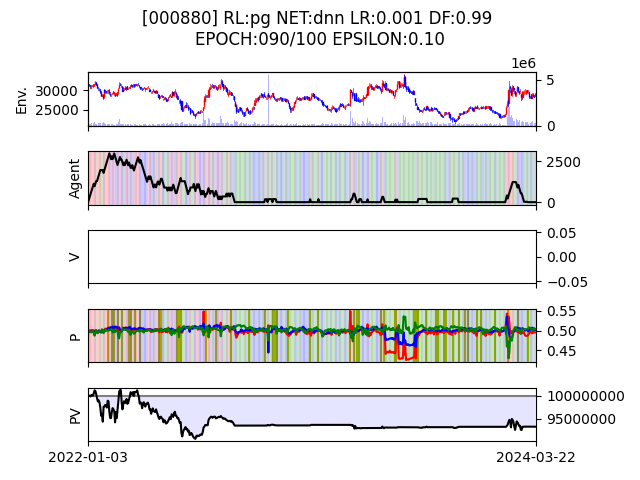 [000880] RL:pg NET:dnn LR:0.001 DF:0.99
EPOCH:090/100 EPSILON:0.10
1e6
Env.
30000
25000
5
0
Agent
2500
0
V
0.05
0.00
−0.05
P
0.55
0.50
0.45
PV
100000000
95000000
2022-01-03
2024-03-22